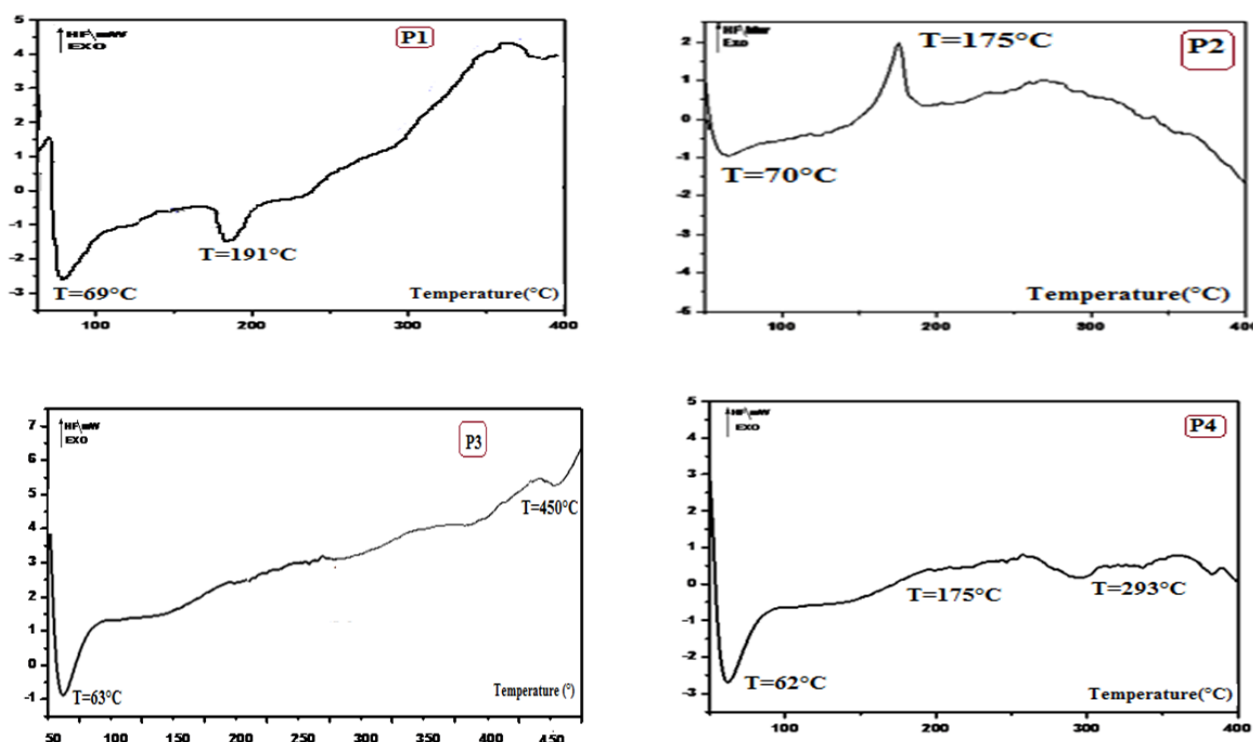 HF\mW
EXO
P1
5
4
3
2
1
0
-1
-2
-3
T=191°C
T=69°C
Temperature(°C)
100
200
300
400
Exo
P2
T=175°C
2
1
0
-1
-2
-3
-4
-5
T=70°C
Temperature(°C)
100
200
300
400
HF\mW
EXO
P3
7
6
5
4
3
2
1
0
-1
T=450°C
T=63°C
Temperature (°)
50
100
150
200
250
300
350
400
450
HF\mW
EXO
P4
5
4
3
2
1
0
-1
-2
-3
T=175°C
T=293°C
T=62°C
Temperature(°C)
100
200
300
400